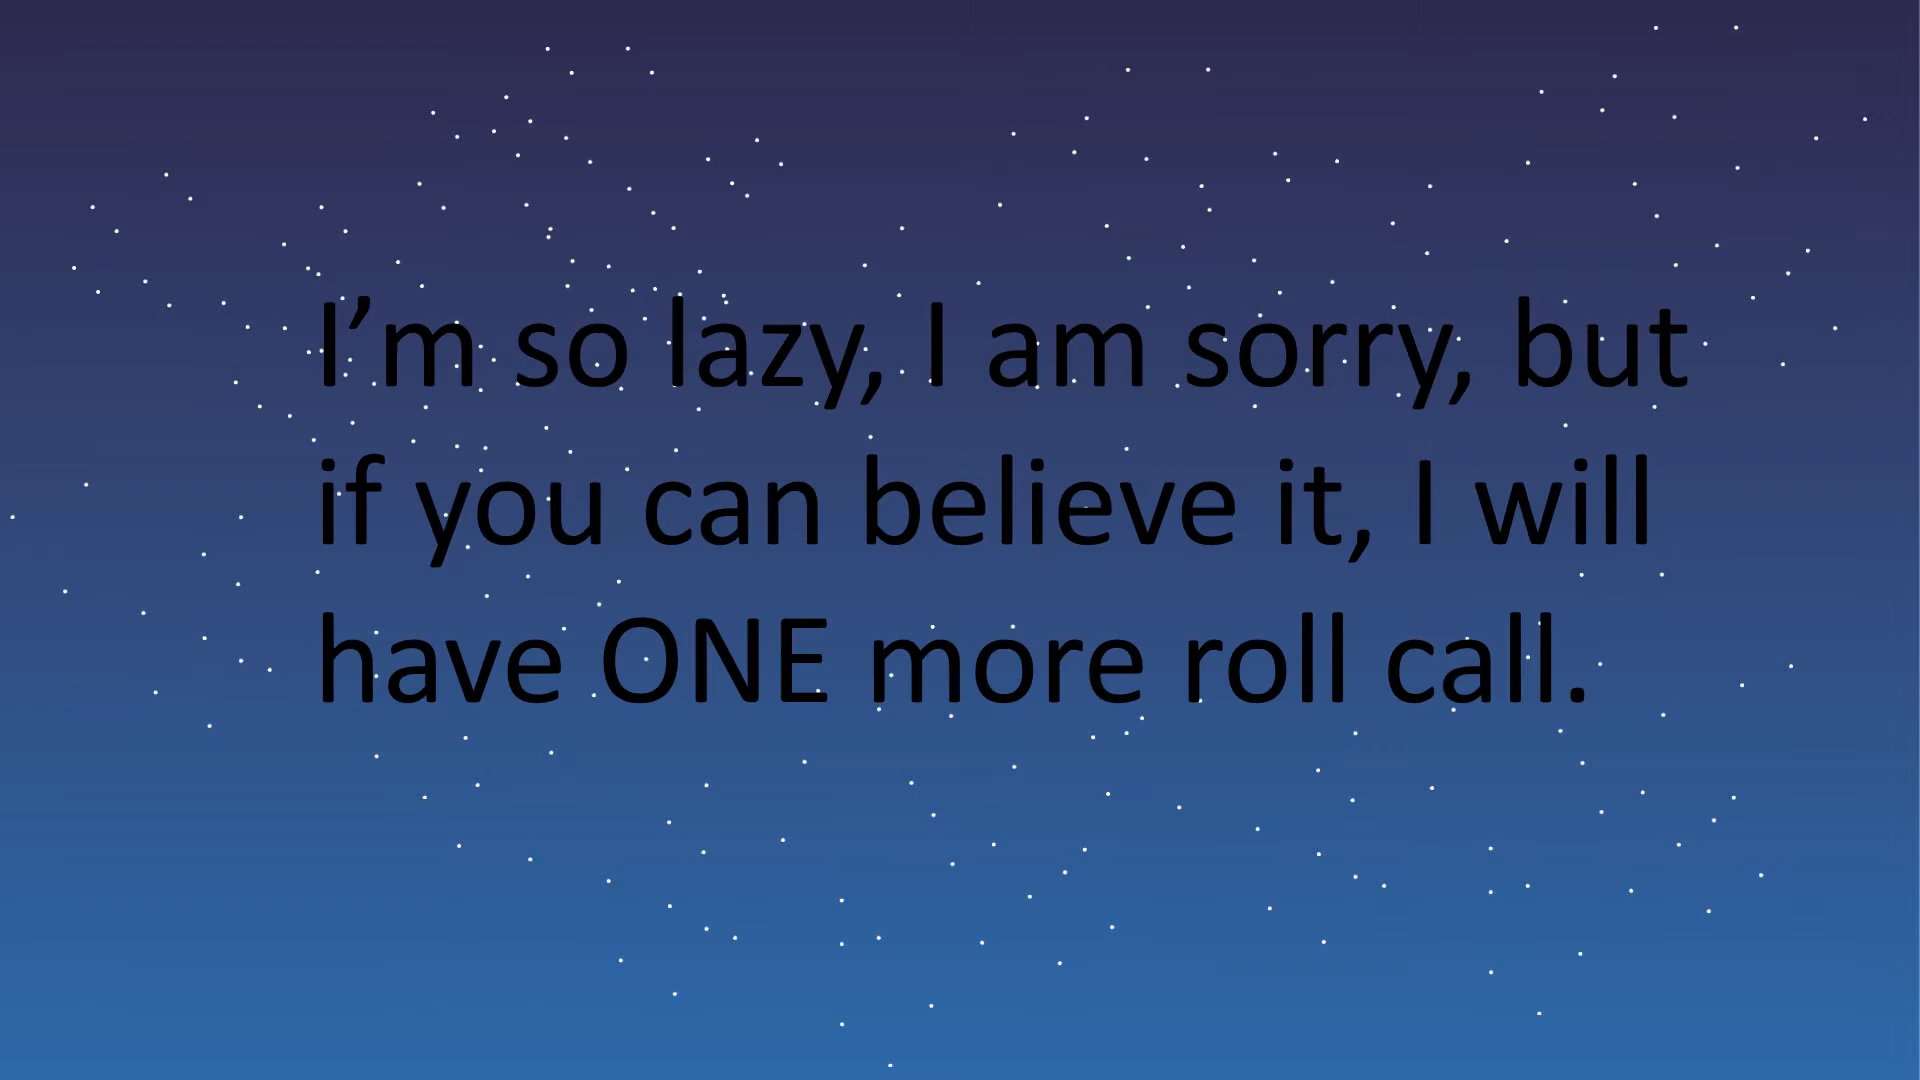 I’m so lazy, I am sorry, but
if you can believe it, I will
have ONE more roll call.